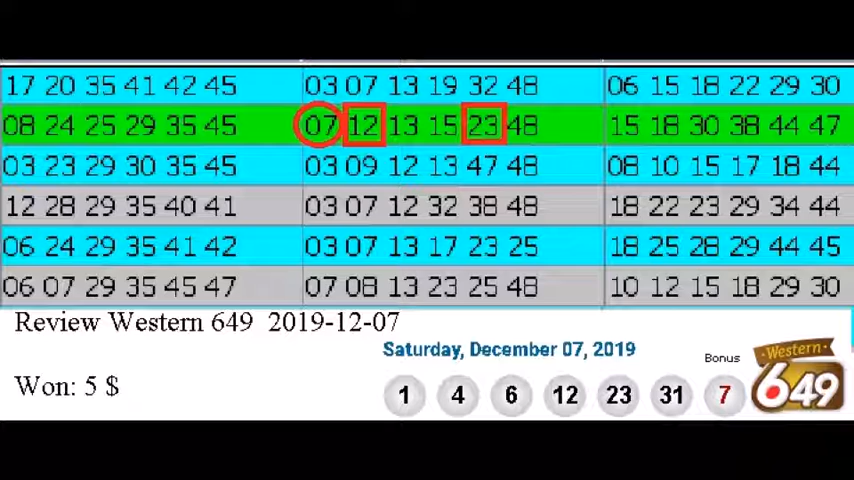 17 20 35 41 42 45 03 07 13 19 32 48 06 15 18 22 29 30
08 24 25 29 35 45 07 12 13 15 23 48 15 18 30 38 44 47
03 23 29 30 35 45 03 09 12 13 47 48 08 10 15 17 18 44
12 28 29 35 40 41 03 07 12 32 38 48 18 22 23 29 34 44
06 24 29 35 41 42 03 07 13 17 23 25 18 25 28 29 44 45
06 07 29 35 45 47 07 08 13 23 25 48 10 12 15 18 29 30
Review Western 649 2019-12-07
Saturday, December 07, 2019
Bonus
Won: 5 $
1 4 6 12 23 31 7
Western
649